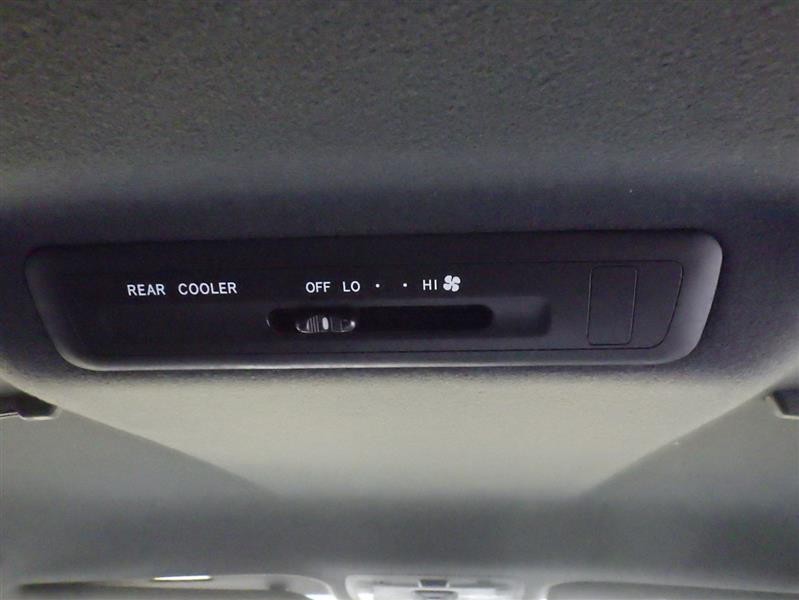 REAR COOLER OFF LO • • HI